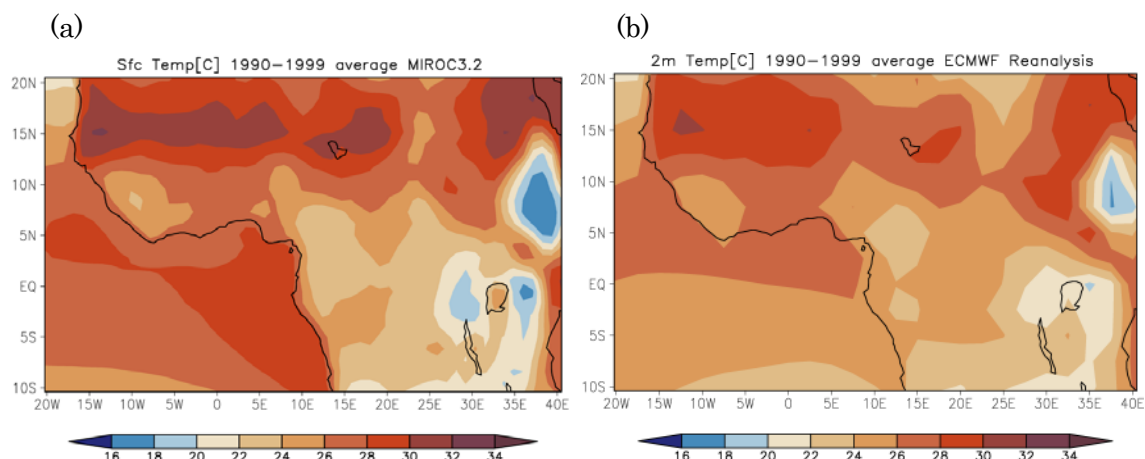 (a)
Sfc Temp[C] 1990−1999 average MIROC3.2
20N
15N
10N
5N
EQ
5S
10S
20W 15W 10W 5W 0 5E 10E 15E 20E 25E 30E 35E 40E
16 18 20 22 24 26 28 30 32 34
(b)
2m Temp[C] 1990−1999 average ECMWF Reanalysis
20N
15N
10N
5N
EQ
5S
10S
20W 15W 10W 5W 0 5E 10E 15E 20E 25E 30E 35E 40E
16 18 20 22 24 26 28 30 32 34